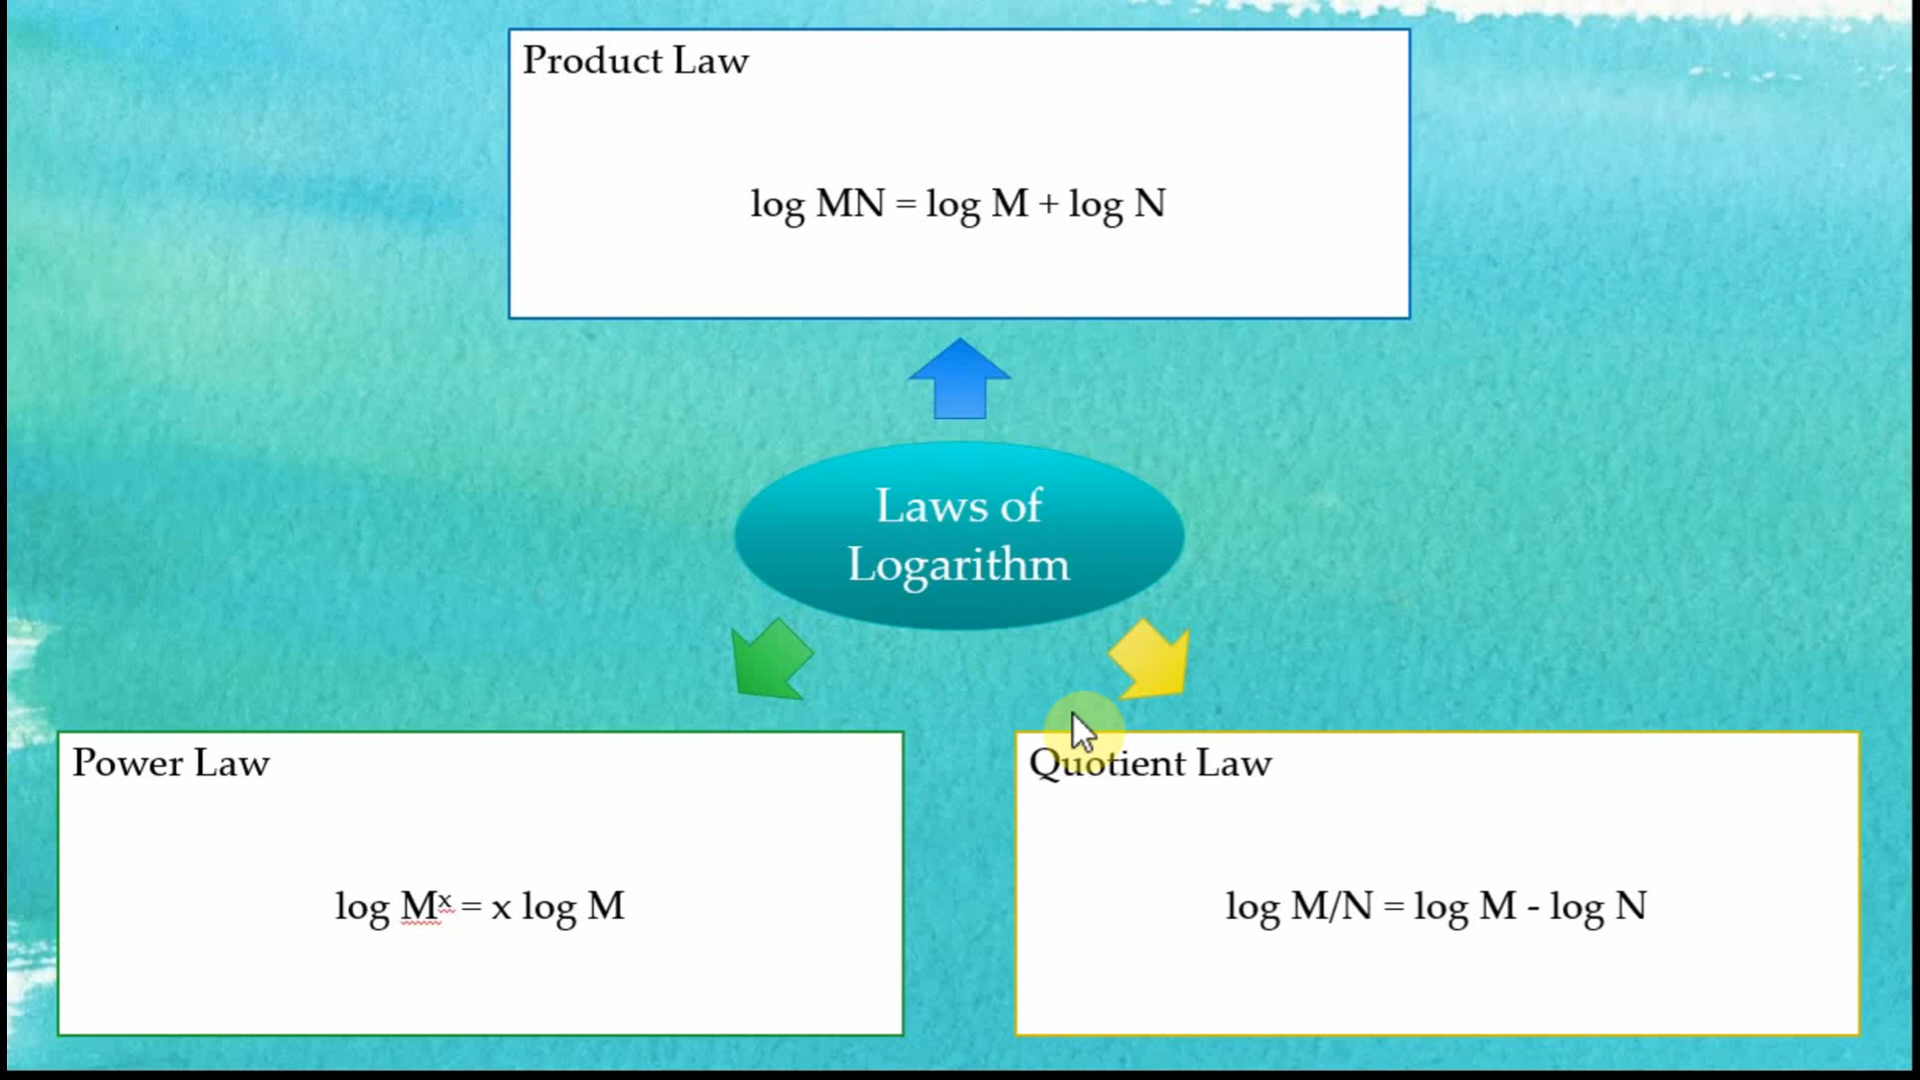 Product Law
log MN = log M + log N
Laws of
Logarithm
Power Law
log Mˣ = x log M
Quotient Law
log M/N = log M - log N